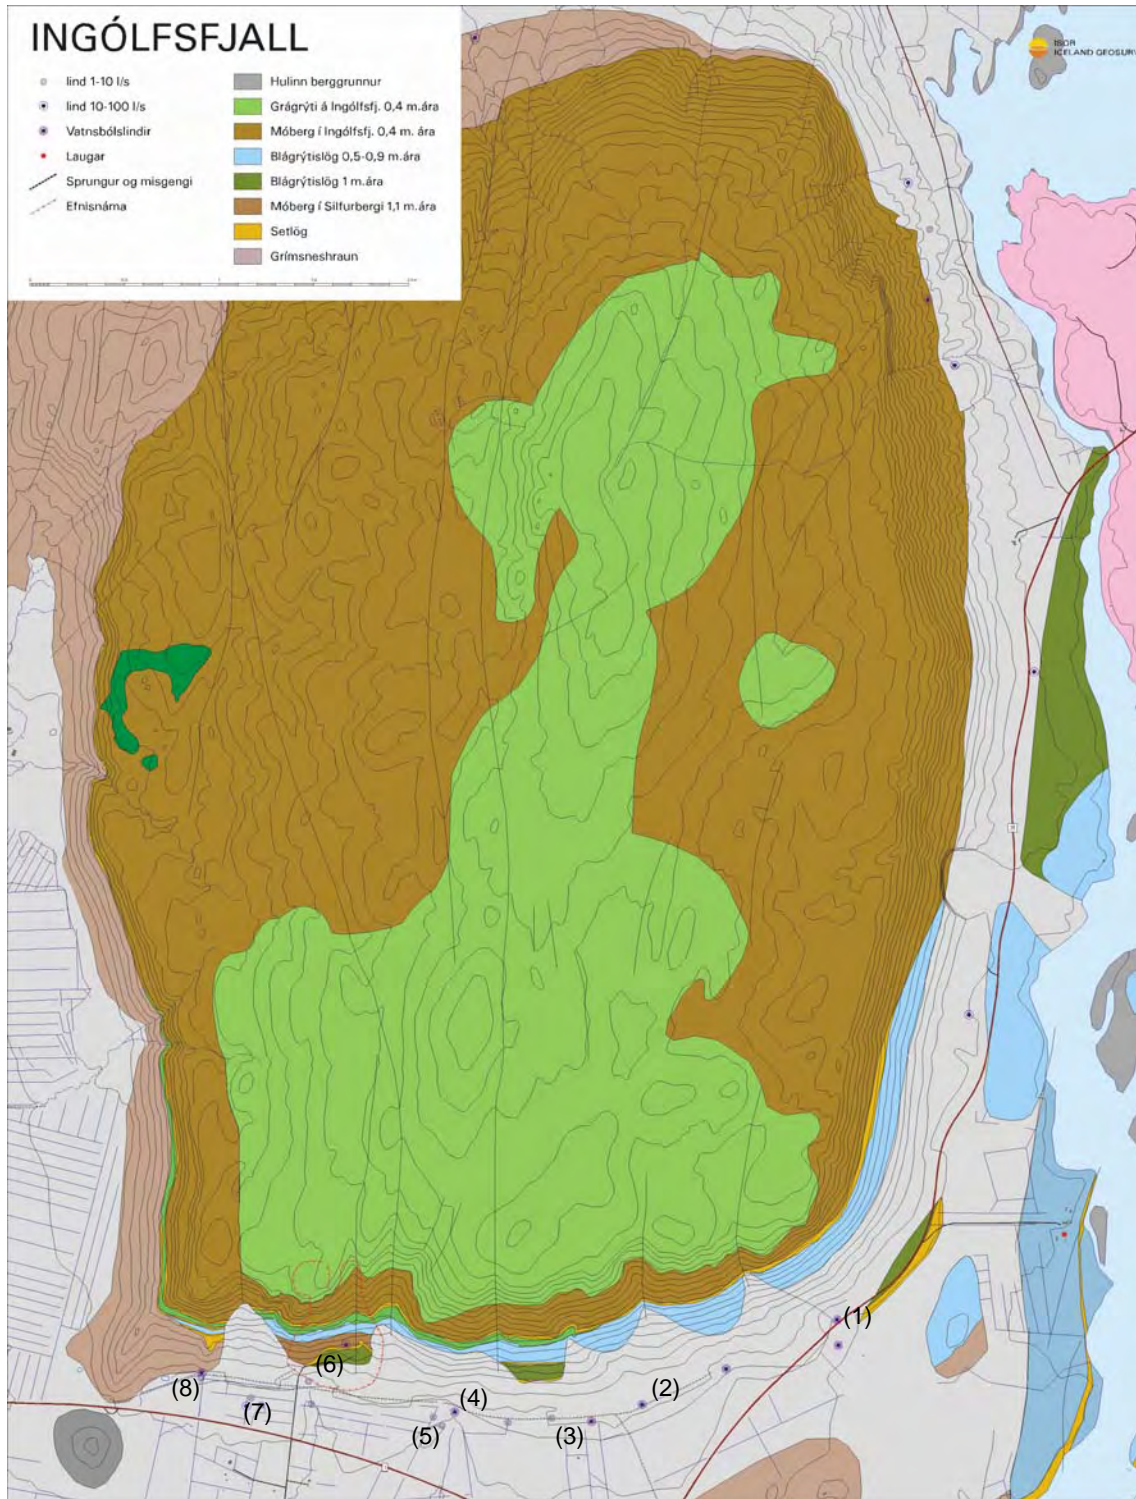 INGÓLFSFJALL
lind 1-10 l/s
lind 10-100 l/s
Vatnsbólslindir
Laugar
Sprungur og misgengi
Efnisnáma
Hulinn berggrunnur
Grágrýti á Ingólfsfj. 0,4 m.ára
Móberg í Ingólfsfj. 0,4 m. ára
Blágrýtislög 0,5-0,9 m.ára
Blágrýtislög 1 m.ára
Móberg í Silfurbergi 1,1 m.ára
Setlög
Grímsneshraun
ÍSOR
ICELAND GEOSURV
(1)
(2)
(3)
(4)
(5)
(6)
(7)
(8)